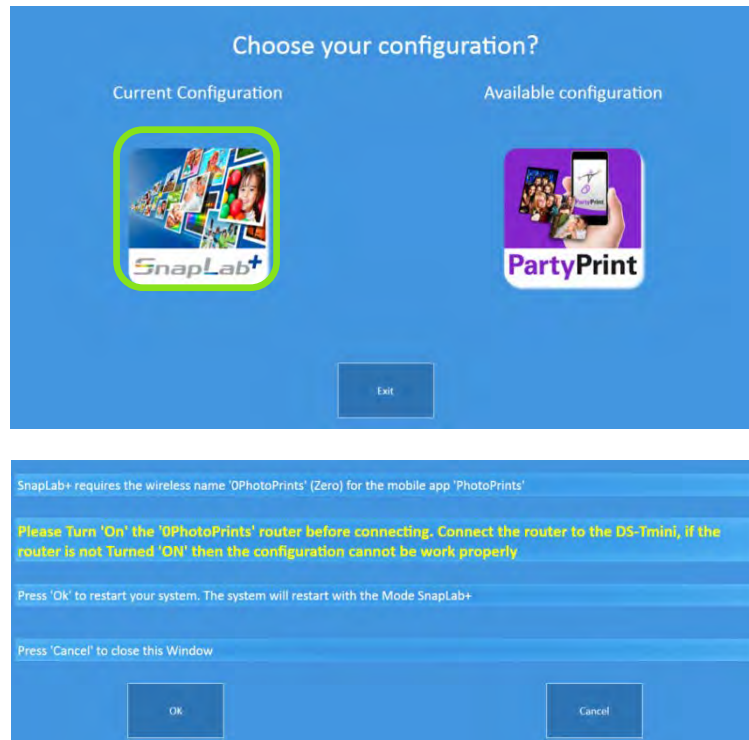 Choose your configuration?
Current Configuration
Available configuration
SnapLab+
PartyPrint
PartyPrint
Exit
SnapLab+ requires the wireless name '0PhotoPrints' (Zero) for the mobile app 'PhotoPrints'
Please Turn 'On' the '0PhotoPrints' router before connecting. Connect the router to the DS-Tmini, if the
router is not Turned 'ON' then the configuration cannot be work properly
Press 'Ok' to restart your system. The system will restart with the Mode SnapLab+
Press 'Cancel' to close this Window
OK
Cancel